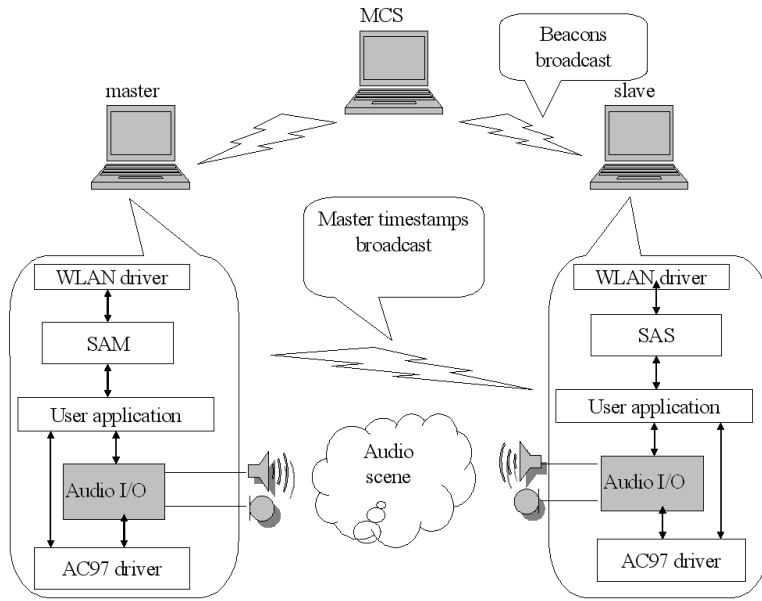 MCS
Beacons
broadcast
master
slave
Master timestamps
broadcast
WLAN driver
SAM
User application
Audio I/O
AC97 driver
Audio
scene
WLAN driver
SAS
User application
Audio I/O
AC97 driver